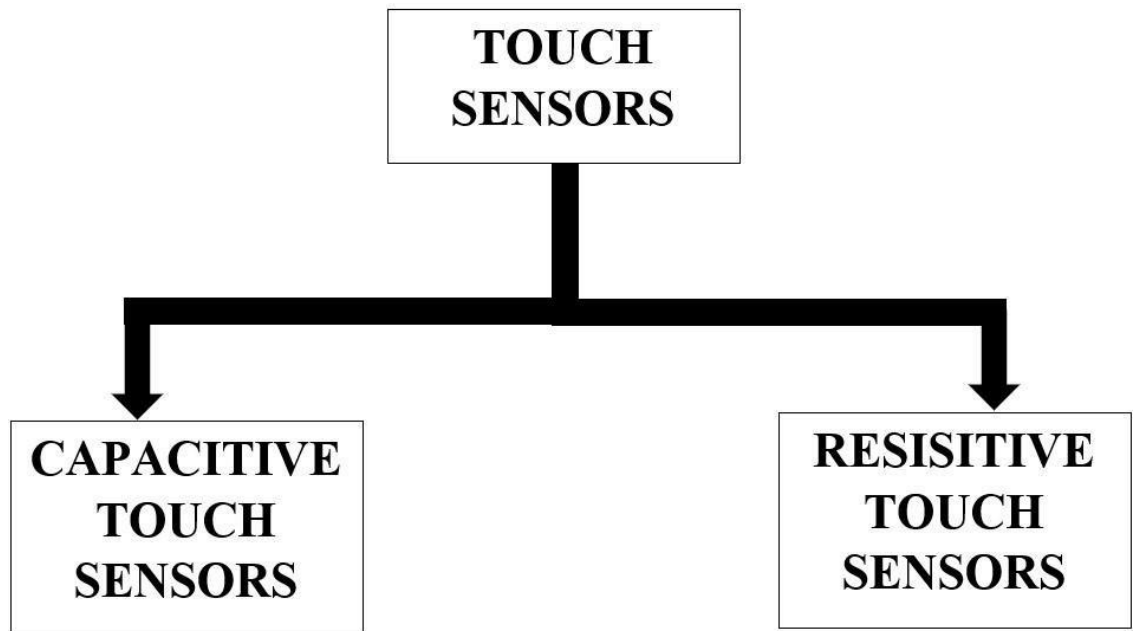 TOUCH
SENSORS
CAPACITIVE
TOUCH
SENSORS
RESISITIVE
TOUCH
SENSORS